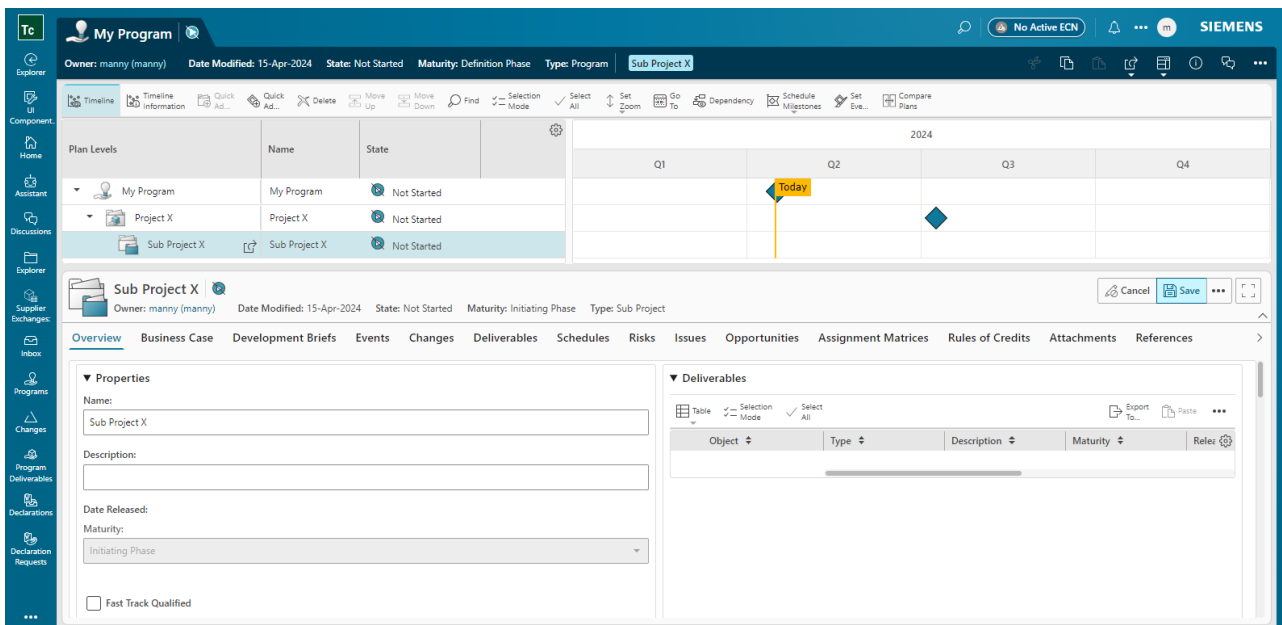 Tc
My Program
No Active ECN
m
SIEMENS
Explorer
UI
Component.
Home
Assistant
Discussions
Explorer
Supplier
Exchanges:
Inbox
Programs
Changes
Program
Deliverables
Declarations
Declaration
Requests
Owner: manny (manny) Date Modified: 15-Apr-2024 State: Not Started Maturity: Definition Phase Type: Program Sub Project X
Timeline
Timeline Information
Quick Ad...
Quick Ad...
Delete
Move Up
Move Down
Find
Selection Mode
Select All
Set Zoom
Go To
Dependency
Schedule Milestones
Set Eve...
Compare Plans
Plan Levels Name State
2024
Q1 Q2 Q3 Q4
My Program My Program Not Started
Today
Project X Project X Not Started
Sub Project X Sub Project X Not Started
Sub Project X
Cancel Save
Owner: manny (manny) Date Modified: 15-Apr-2024 State: Not Started Maturity: Initiating Phase Type: Sub Project
Overview Business Case Development Briefs Events Changes Deliverables Schedules Risks Issues Opportunities Assignment Matrices Rules of Credits Attachments References
Properties
Name:
Sub Project X
Description:
Date Released:
Maturity:
Initiating Phase
Fast Track Qualified
Deliverables
Table
Selection Mode
Select All
Export To...
Paste
Object Type Description Maturity Relea